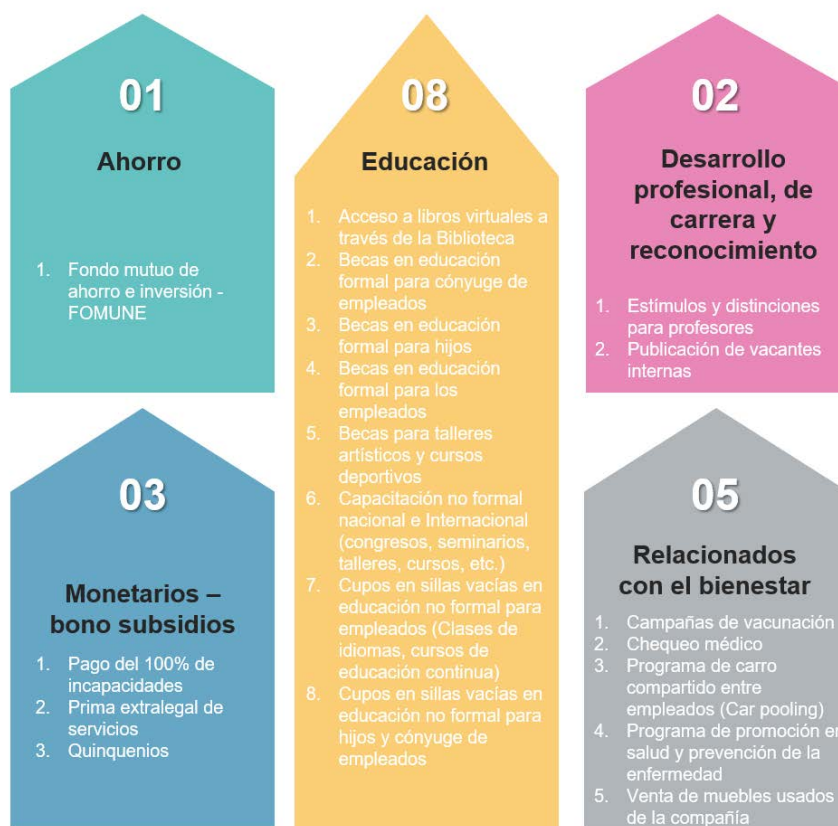 01
Ahorro
1. Fondo mutuo de
ahorro e inversión -
FOMUNE
08
Educación
1. Acceso a libros virtuales a
través de la Biblioteca
2. Becas en educación
formal para cónyuge de
empleados
3. Becas en educación
formal para hijos
4. Becas en educación
formal para los
empleados
5. Becas para talleres
artísticos y cursos
deportivos
6. Capacitación no formal
nacional e Internacional
(congresos, seminarios,
talleres, cursos, etc.)
7. Cupos en sillas vacías en
educación no formal para
empleados (Clases de
idiomas, cursos de
educación continua)
8. Cupos en sillas vacías en
educación no formal para
hijos y cónyuge de
empleados
02
Desarrollo
profesional, de
carrera y
reconocimiento
1. Estímulos y distinciones
para profesores
2. Publicación de vacantes
internas
03
Monetarios –
bono subsidios
1. Pago del 100% de
incapacidades
2. Prima extralegal de
servicios
3. Quinquenios
05
Relacionados
con el bienestar
1. Campañas de vacunación
2. Chequeo médico
3. Programa de carro
compartido entre
empleados (Car pooling)
4. Programa de promoción en
salud y prevención de la
enfermedad
5. Venta de muebles usados
de la compañía